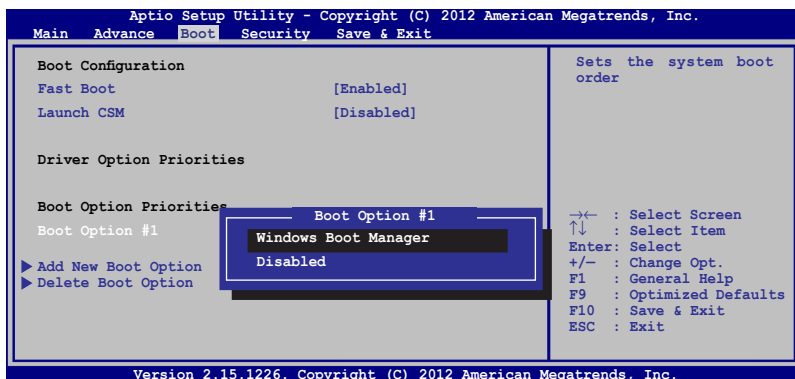 Aptio Setup Utility - Copyright (C) 2012 American Megatrends, Inc.
Main Advance Boot Security Save & Exit
Boot Configuration
Fast Boot [Enabled]
Launch CSM [Disabled]
Driver Option Priorities
Boot Option Priorities
Boot Option #1
Add New Boot Option
Delete Boot Option
Boot Option #1
Windows Boot Manager
Disabled
Sets the system boot
order
→← : Select Screen
↑↓ : Select Item
Enter: Select
+/— : Change Opt.
F1 : General Help
F9 : Optimized Defaults
F10 : Save & Exit
ESC : Exit
Version 2.15.1226. Copyright (C) 2012 American Megatrends, Inc.